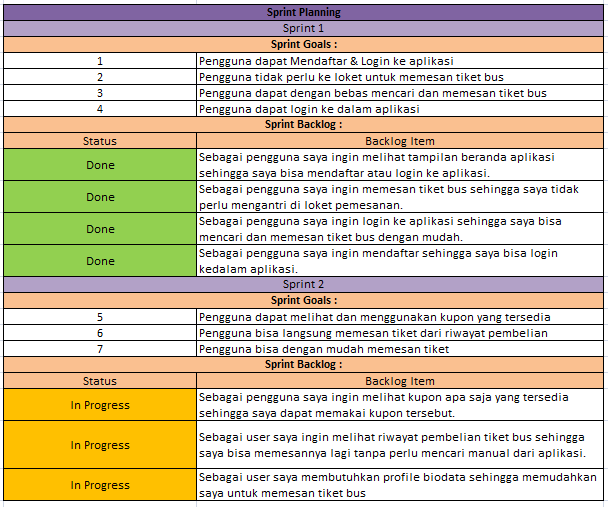 Sprint Planning
Sprint 1
Sprint Goals :
1 Pengguna dapat Mendaftar & Login ke aplikasi
2 Pengguna tidak perlu ke loket untuk memesan tiket bus
3 Pengguna dapat dengan bebas mencari dan memesan tiket bus
4 Pengguna dapat login ke dalam aplikasi
Sprint Backlog :
Status Backlog Item
Done
Sebagai pengguna saya ingin melihat tampilan beranda aplikasi
sehingga saya bisa mendaftar atau login ke aplikasi.
Done
Sebagai pengguna saya ingin memesan tiket bus sehingga saya tidak
perlu mengantri di loket pemesanan.
Done
Sebagai pengguna saya ingin login ke aplikasi sehingga saya bisa
mencari dan memesan tiket bus dengan mudah.
Done
Sebagai pengguna saya ingin mendaftar sehingga saya bisa login
kedalam aplikasi.
Sprint 2
Sprint Goals :
5 Pengguna dapat melihat dan menggunakan kupon yang tersedia
6 Pengguna bisa langsung memesan tiket dari riwayat pembelian
7 Pengguna bisa dengan mudah memesan tiket
Sprint Backlog :
Status Backlog Item
In Progress
Sebagai pengguna saya ingin melihat kupon apa saja yang tersedia
sehingga saya dapat memakai kupon tersebut.
In Progress
Sebagai user saya ingin melihat riwayat pembelian tiket bus sehingga
saya bisa memesannya lagi tanpa perlu mencari manual dari aplikasi.
In Progress
Sebagai user saya membutuhkan profile biodata sehingga memudahkan
saya untuk memesan tiket bus